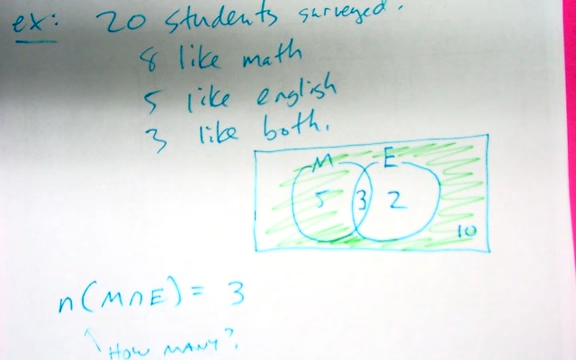 ex: 20 students surveyed.
8 like math
5 like english
3 like both.
M E
5 3 2
10
n(M∩E) = 3
HOW MANY?